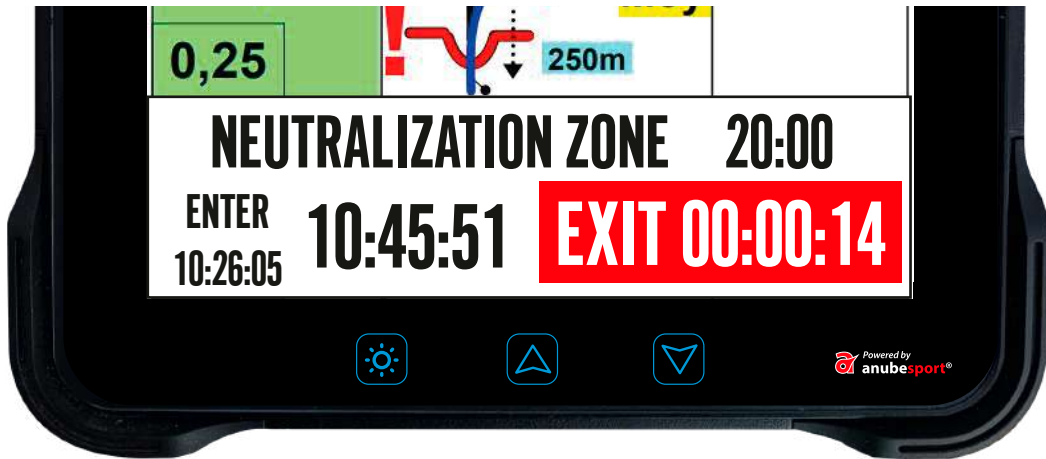 0,25
250m
NEUTRALIZATION ZONE 20:00
ENTER
10:26:05
10:45:51
EXIT 00:00:14
Powered by
anubesport®